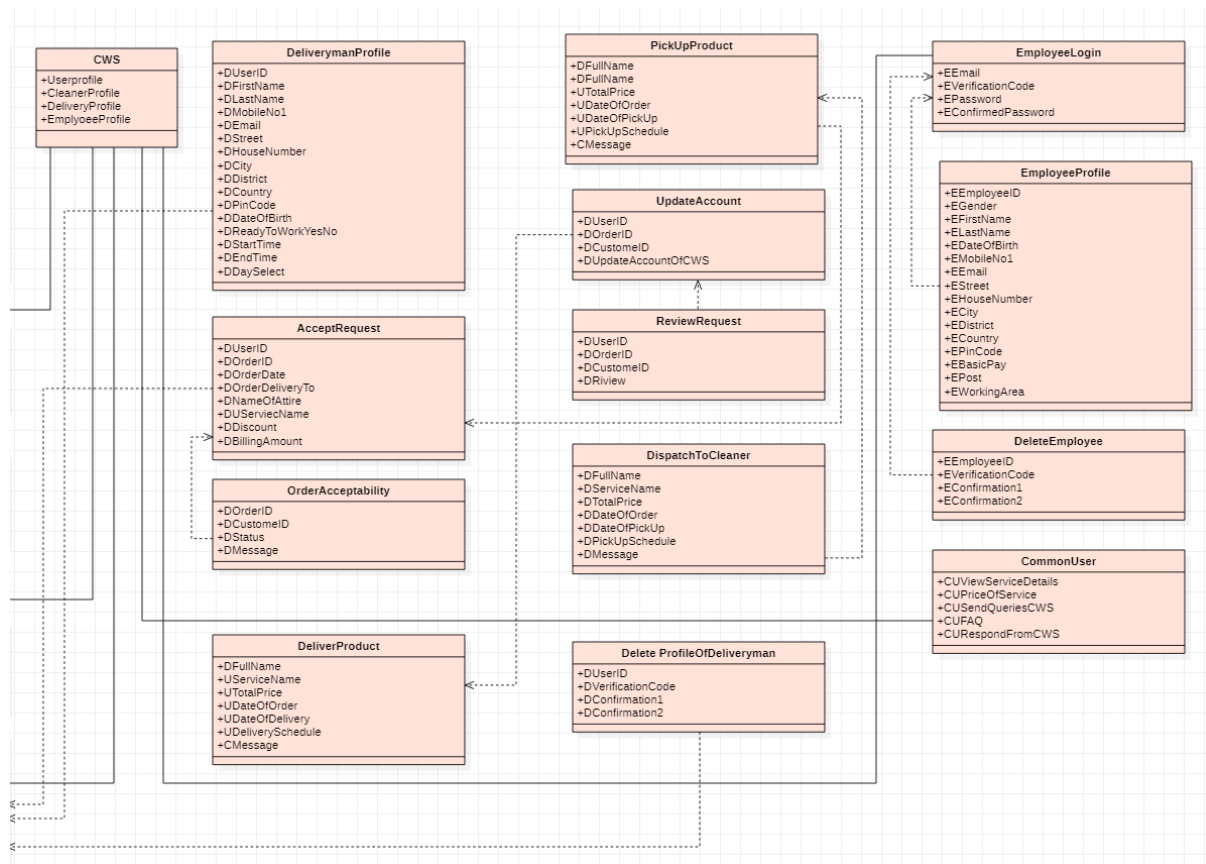 CWS
+Userprofile
+CleanerProfile
+DeliveryProfile
+EmplyoeeProfile
DeliverymanProfile
+DUserID
+DFirstName
+DLastName
+DMobileNo1
+DEmail
+DStreet
+DHouseNumber
+DCity
+DDistrict
+DCountry
+DPinCode
+DDateOfBirth
+DReadyToWorkYesNo
+DStartTime
+DEndTime
+DDaySelect
AcceptRequest
+DUserID
+DOrderID
+DOrderDate
+DOrderDeliveryTo
+DNameOfAttire
+DUServiecName
+DDiscount
+DBillingAmount
OrderAcceptability
+DOrderID
+DCustomeID
+DStatus
+DMessage
DeliverProduct
+DFullName
+UServiceName
+UTotalPrice
+UDateOfOrder
+UDateOfDelivery
+UDeliverySchedule
+CMessage
PickUpProduct
+DFullName
+DFullName
+UTotalPrice
+UDateOfOrder
+UDateOfPickUp
+UPickUpSchedule
+CMessage
UpdateAccount
+DUserID
+DOrderID
+DCustomeID
+DUpdateAccountOfCWS
ReviewRequest
+DUserID
+DOrderID
+DCustomeID
+DRiview
DispatchToCleaner
+DFullName
+DServiceName
+DTotalPrice
+DDateOfOrder
+DDateOfPickUp
+DPickUpSchedule
+DMessage
Delete ProfileOfDeliveryman
+DUserID
+DVerificationCode
+DConfirmation1
+DConfirmation2
EmployeeLogin
+EEmail
+EVerificationCode
+EPassword
+EConfirmedPassword
EmployeeProfile
+EEmployeeID
+EGender
+EFirstName
+ELastName
+EDateOfBirth
+EMobileNo1
+EEmail
+EStreet
+EHouseNumber
+ECity
+EDistrict
+ECountry
+EPinCode
+EBasicPay
+EPost
+EWorkingArea
DeleteEmployee
+EEmployeeID
+EVerificationCode
+EConfirmation1
+EConfirmation2
CommonUser
+CUViewServiceDetails
+CUPriceOfService
+CUSendQueriesCWS
+CUFAQ
+CURespondFromCWS